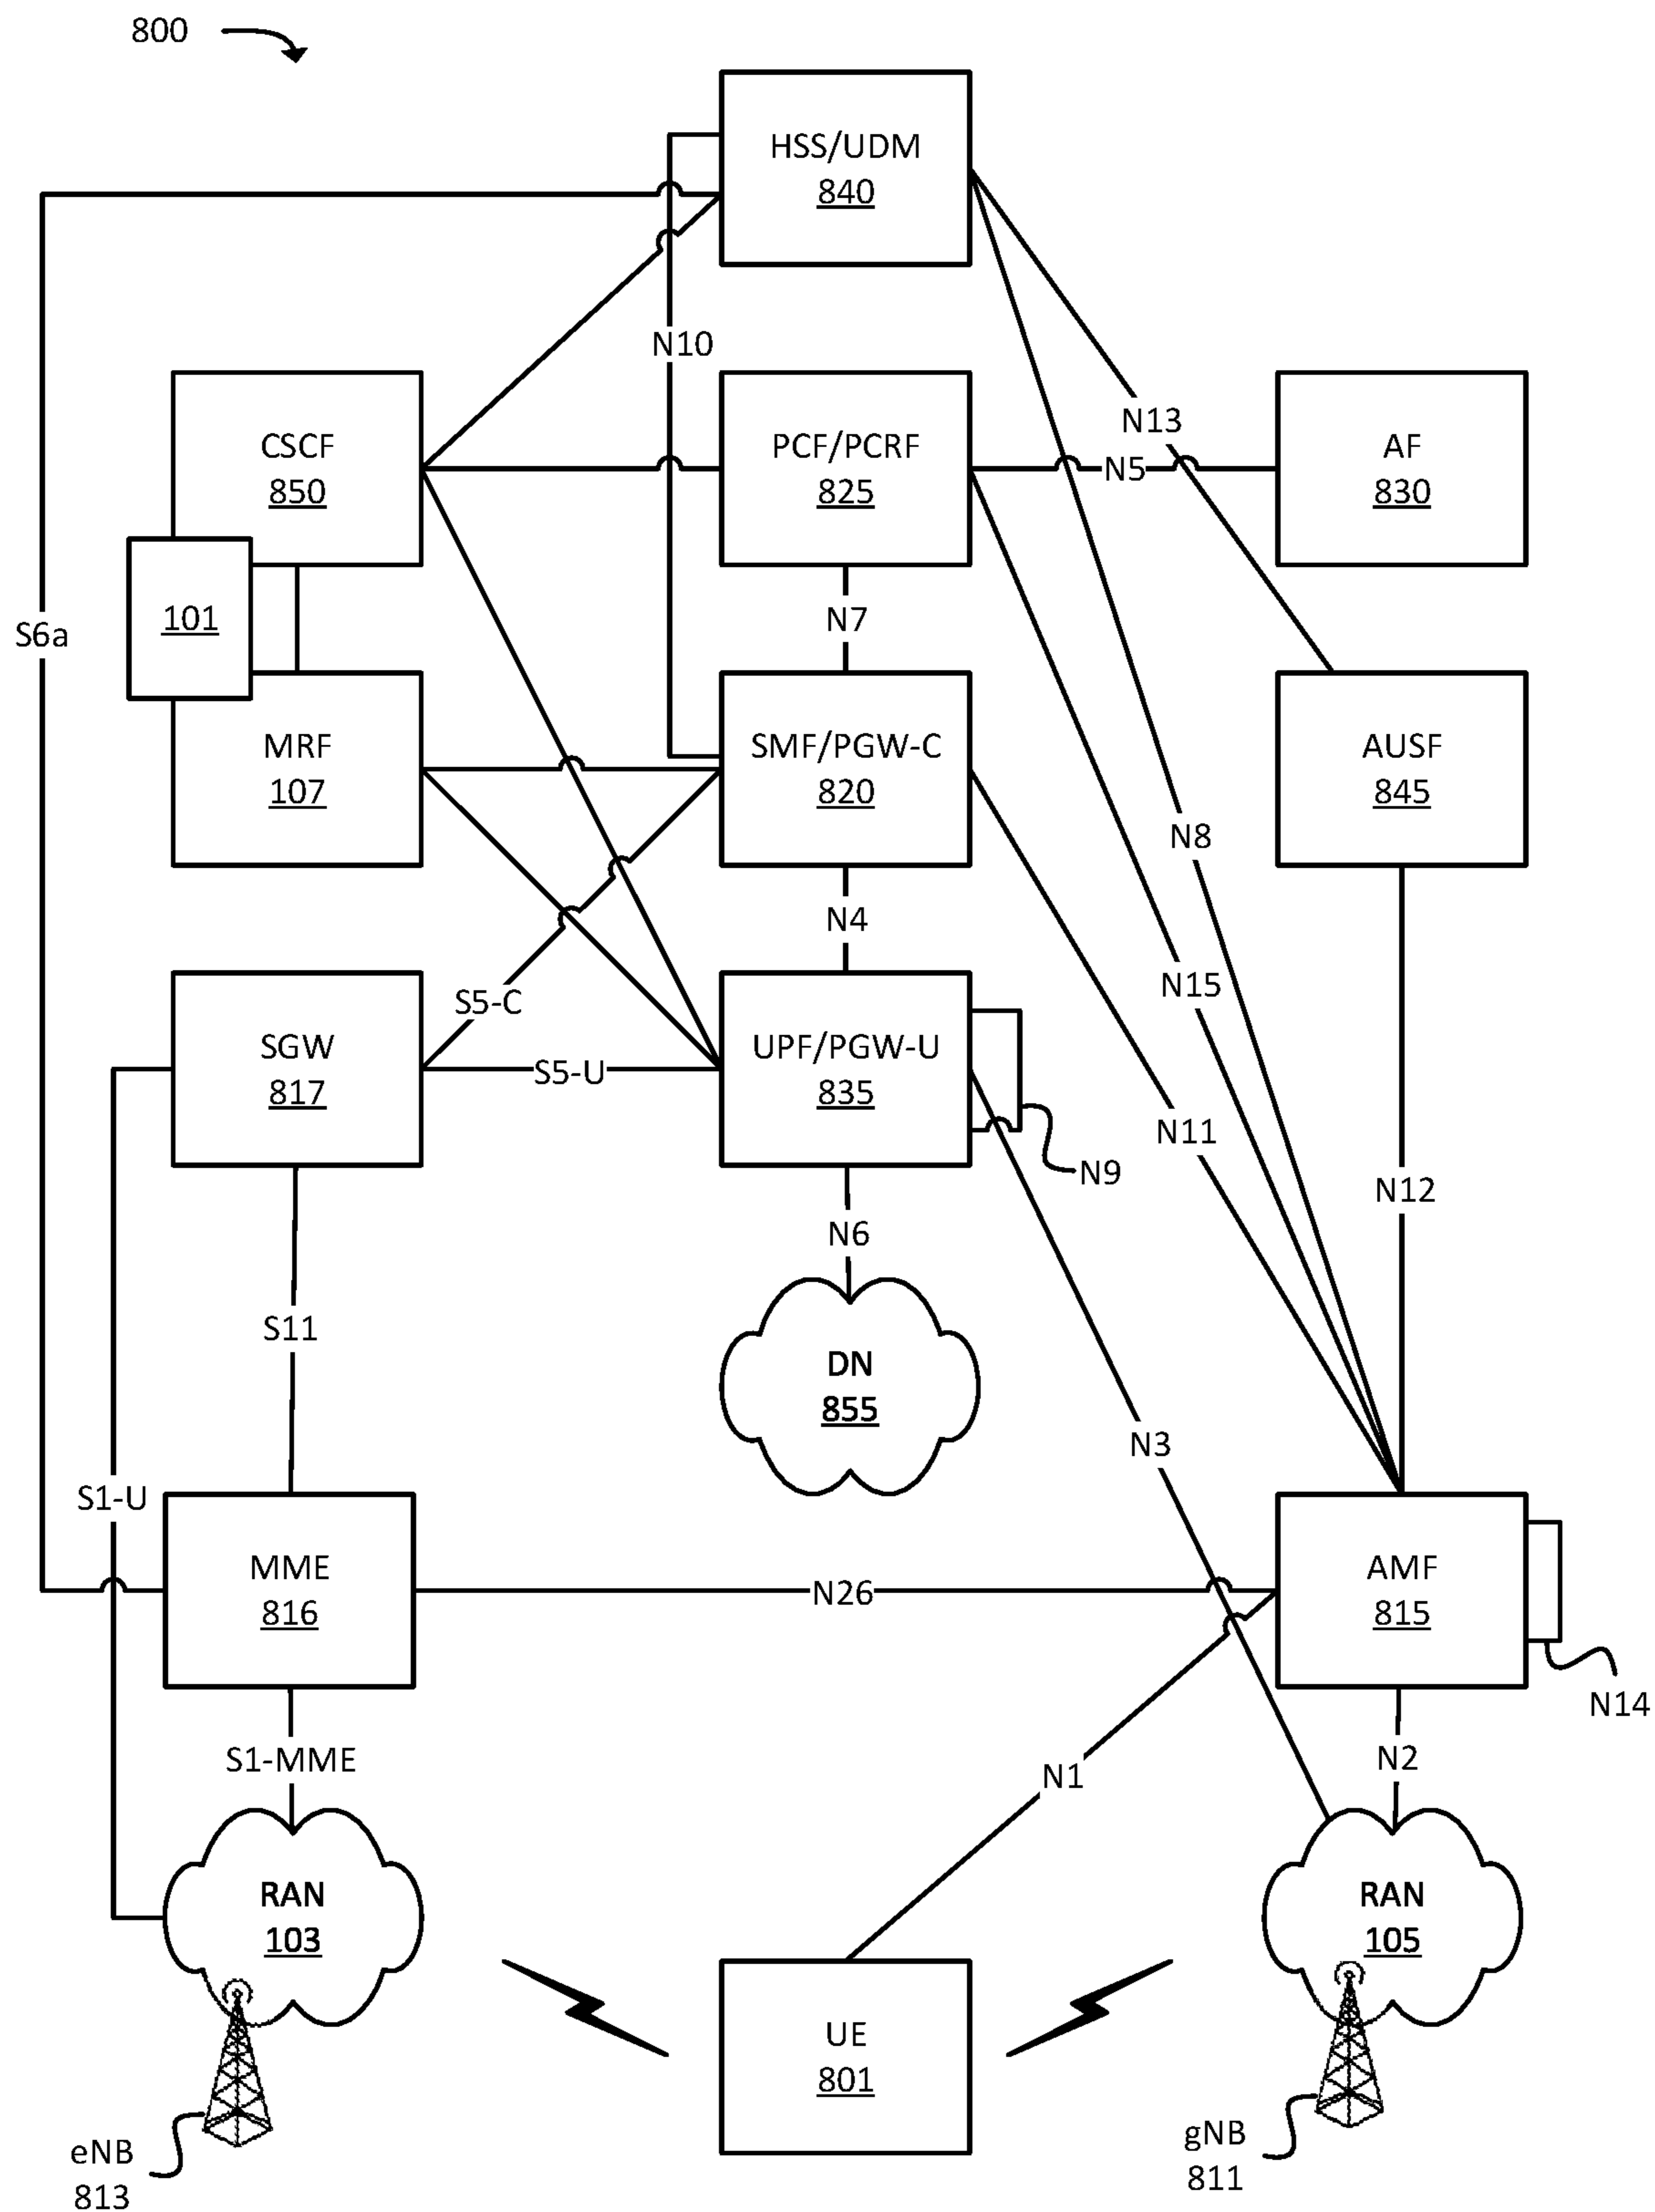 800
HSS/UDM
840
N10
CSCF
850
PCF/PCRF
825
N13
N5
AF
830
101
S6a
N7
MRF
107
SMF/PGW-C
820
N8
AUSF
845
N4
S5-C
N15
SGW
817
S5-U
UPF/PGW-U
835
N11
N9
N12
N6
S11
DN
855
N3
S1-U
MME
816
N26
AMF
815
N14
S1-MME
N1
N2
RAN
103
RAN
105
UE
801
eNB
813
gNB
811